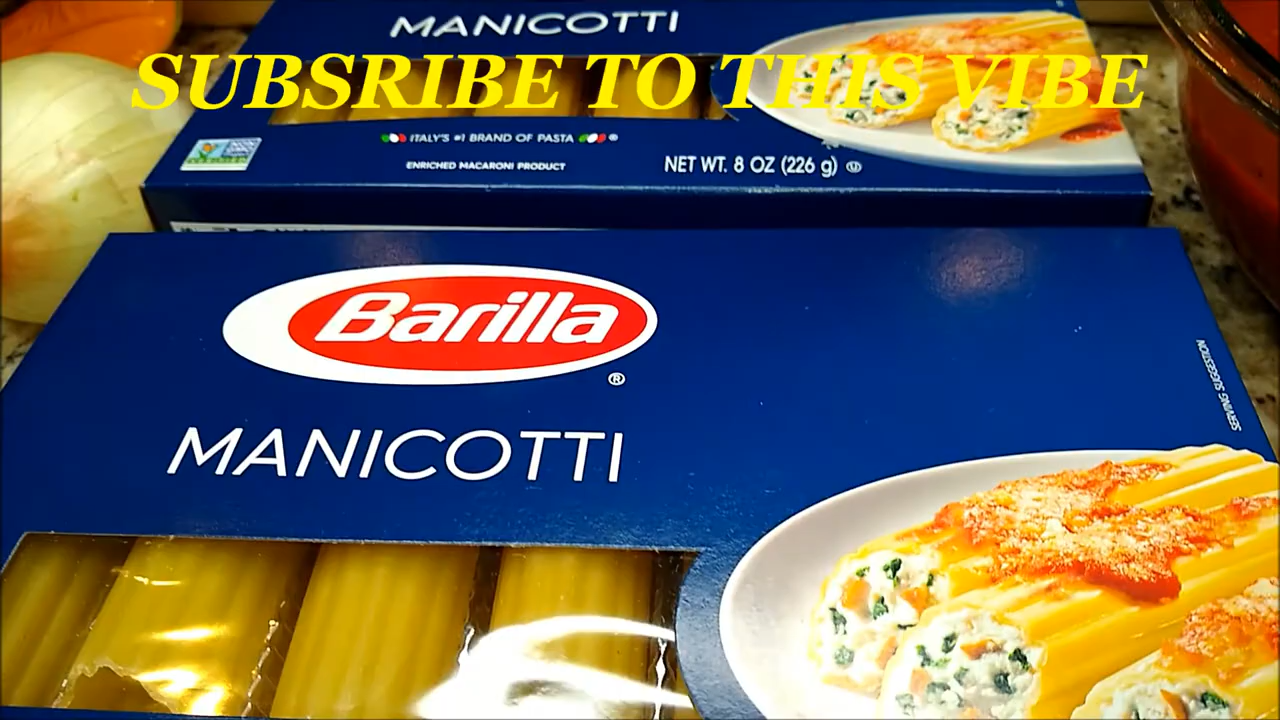 MANICOTTI
SUBSRIBE TO THIS VIBE
ITALY'S #1 BRAND OF PASTA ®
ENRICHED MACARONI PRODUCT
NET WT. 8 OZ (226 g) Ⓤ
Barilla
®
MANICOTTI
SERVING SUGGESTION